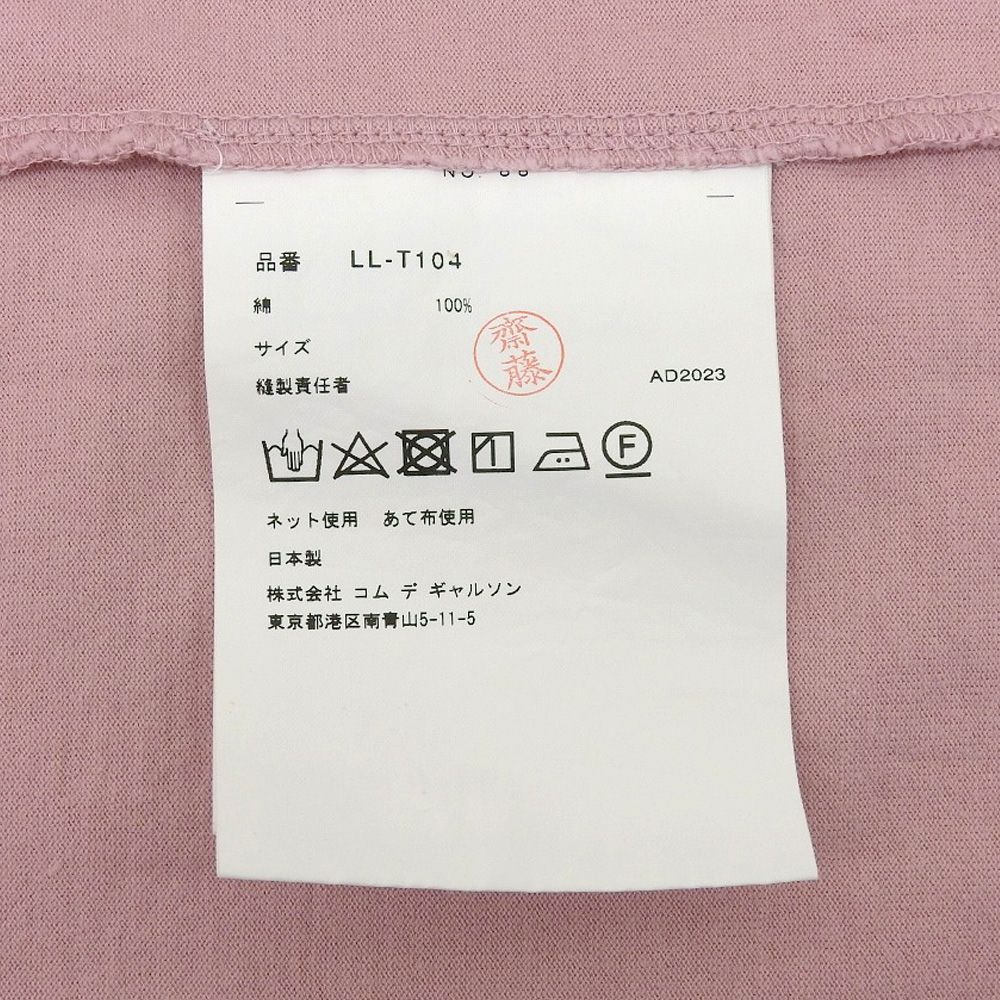 品番 LL-T104
綿 100%
サイズ
齋藤
縫製責任者 AD2023
F
ネット使用 あて布使用
日本製
株式会社 コム デ ギャルソン
東京都港区南青山5-11-5